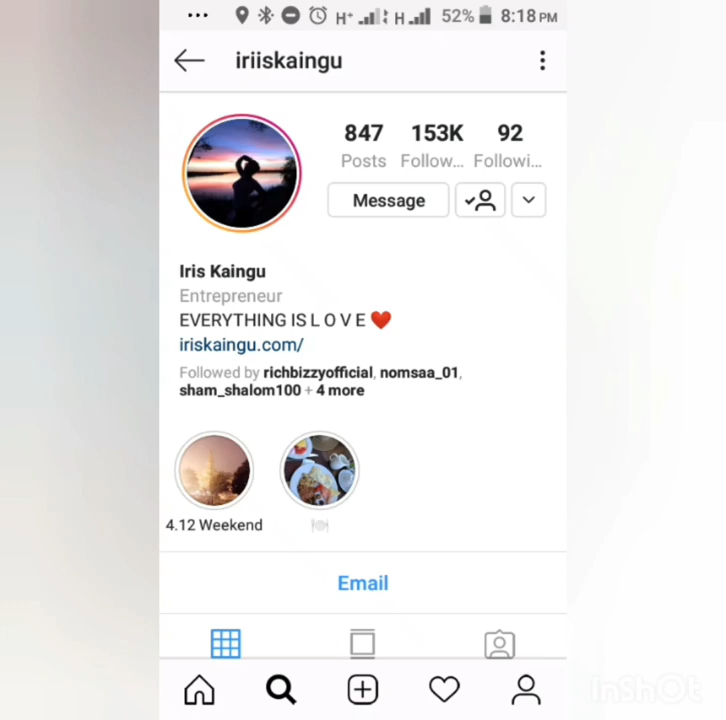 H+ H 52% 8:18 PM
iriiskaingu
847 153K 92
Posts Follow... Followi...
Message
Iris Kaingu
Entrepreneur
EVERYTHING IS L O V E ❤️
iriskaingu.com/
Followed by richbizzyofficial, nomsaa_01,
sham_shalom100 + 4 more
4.12 Weekend 🍽
Email
InShOt